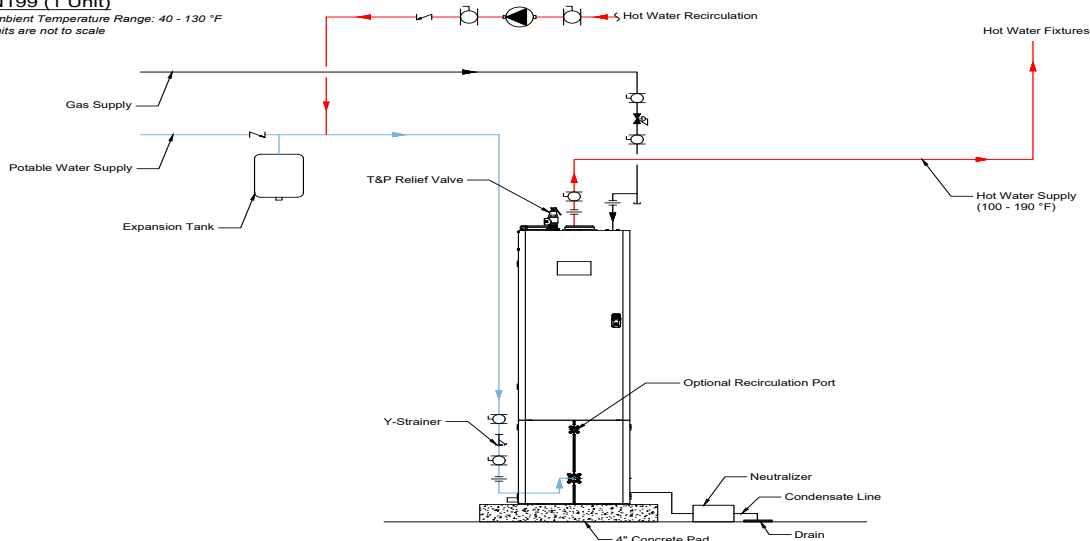 (1 Unit)
Temperature Range: 40 - 130 °F
are not to scale
Hot Water Recirculation
Hot Water Fixtures
Gas Supply
Potable Water Supply
T&P Relief Valve
Hot Water Supply
(100 - 190 °F)
Expansion Tank
Optional Recirculation Port
Y-Strainer
Neutralizer
Condensate Line
Drain
4" Concrete Pad